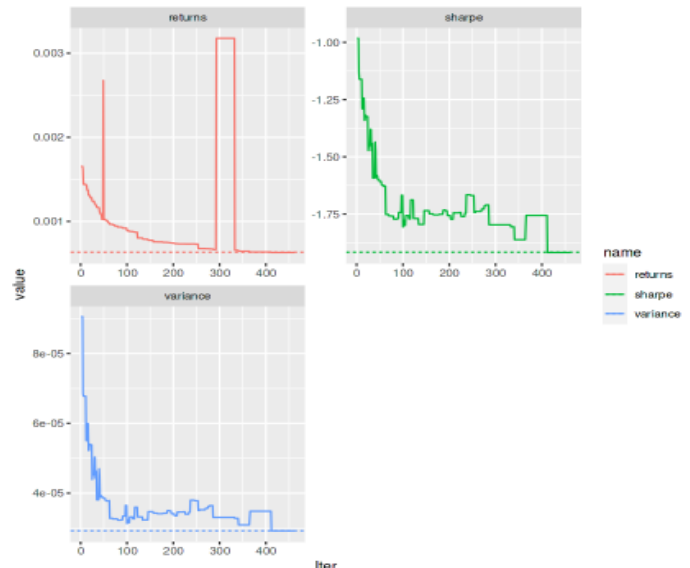 returns
sharpe
0.003
0.002
0.001
-1.00
-1.25
-1.50
-1.75
0 100 200 300 400
0 100 200 300 400
value
variance
8e-05
6e-05
4e-05
0 100 200 300 400
Iter
name
returns
sharpe
variance